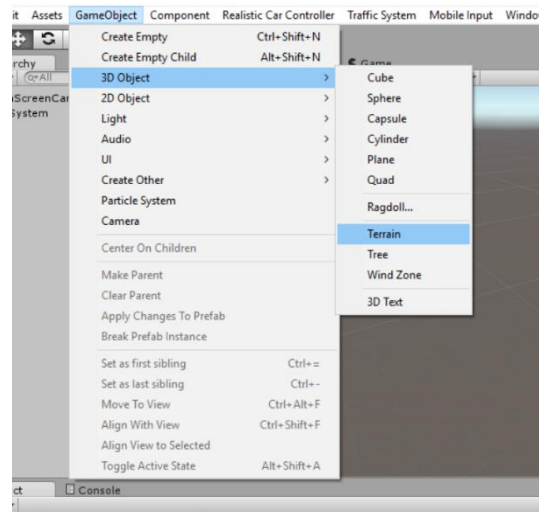 it Assets GameObject Component Realistic Car Controller Traffic System Mobile Input Windo
Create Empty Ctrl+Shift+N
rchy Create Empty Child Alt+Shift+N Game
All 3D Object > Cube
ScreenCar 2D Object > Sphere
System Light > Capsule
Audio > Cylinder
UI > Plane
Create Other > Quad
Particle System Ragdoll...
Camera Terrain
Center On Children Tree
Make Parent Wind Zone
Clear Parent 3D Text
Apply Changes To Prefab
Break Prefab Instance
Set as first sibling Ctrl+=
Set as last sibling Ctrl+-
Move To View Ctrl+Alt+F
Align With View Ctrl+Shift+F
Align View to Selected
Toggle Active State Alt+Shift+A
ct Console